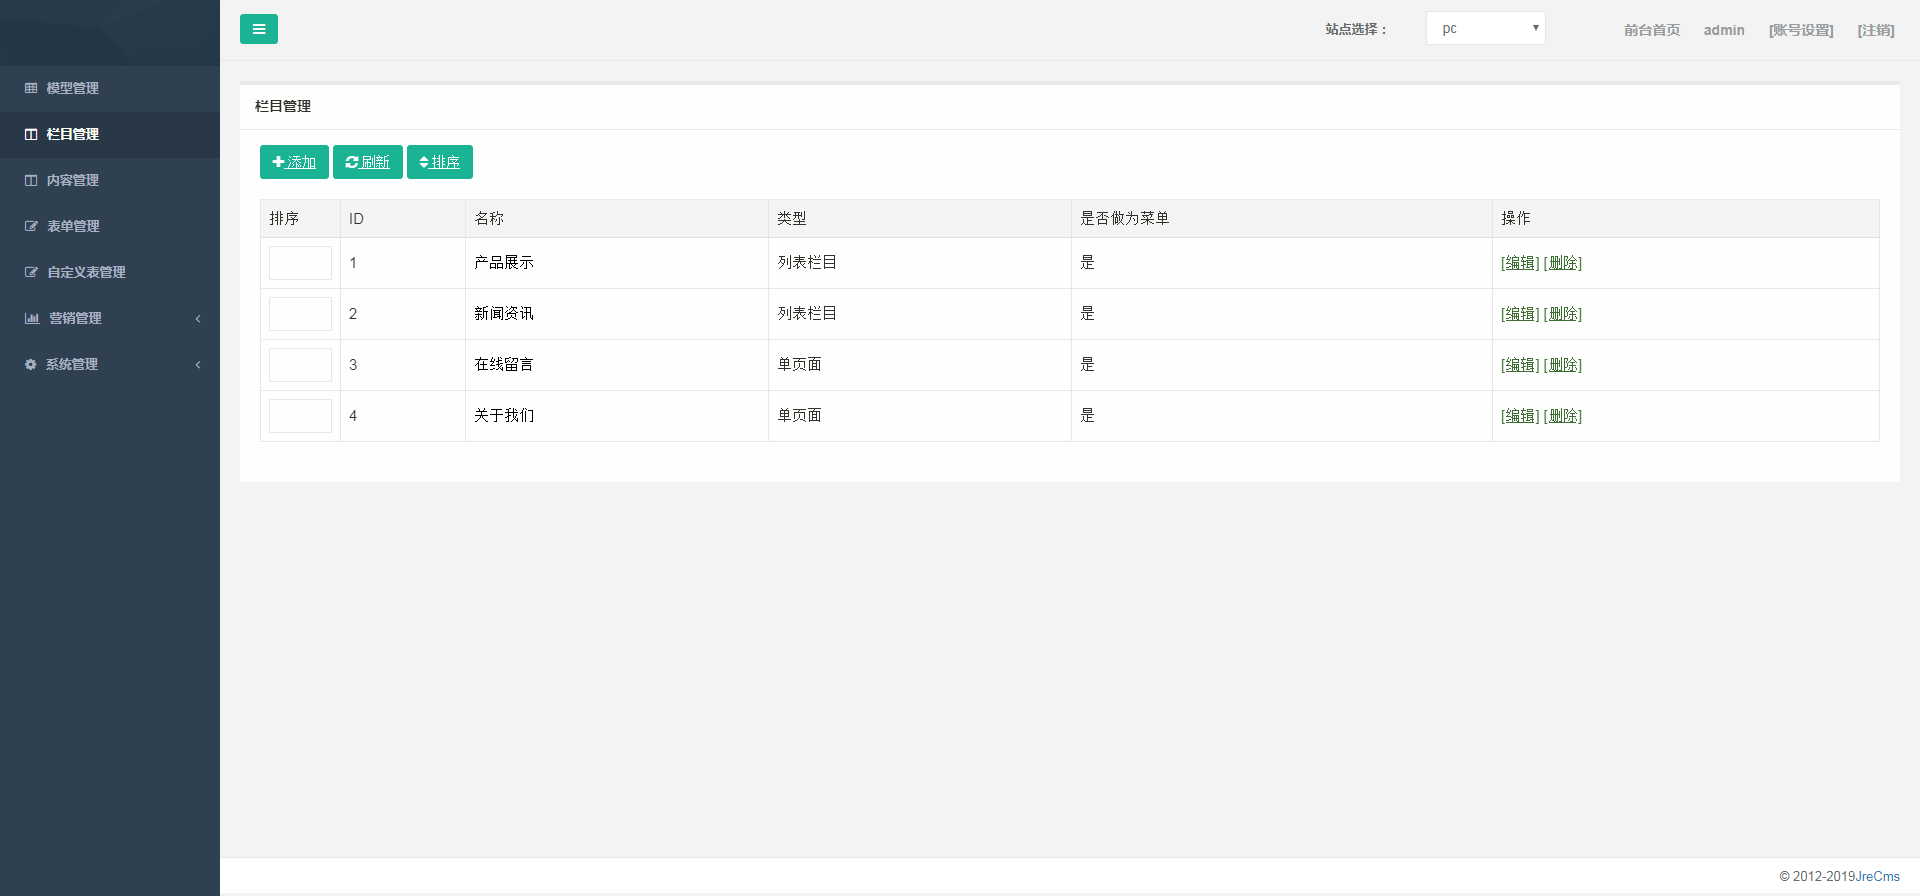 站点选择：
pc
前台首页 admin [账号设置] [注销]
模型管理
栏目管理
内容管理
表单管理
自定义表管理
营销管理
系统管理
栏目管理
添加 刷新 排序
排序 ID 名称 类型 是否做为菜单 操作
1 产品展示 列表栏目 是 [编辑] [删除]
2 新闻资讯 列表栏目 是 [编辑] [删除]
3 在线留言 单页面 是 [编辑] [删除]
4 关于我们 单页面 是 [编辑] [删除]
© 2012-2019JreCms